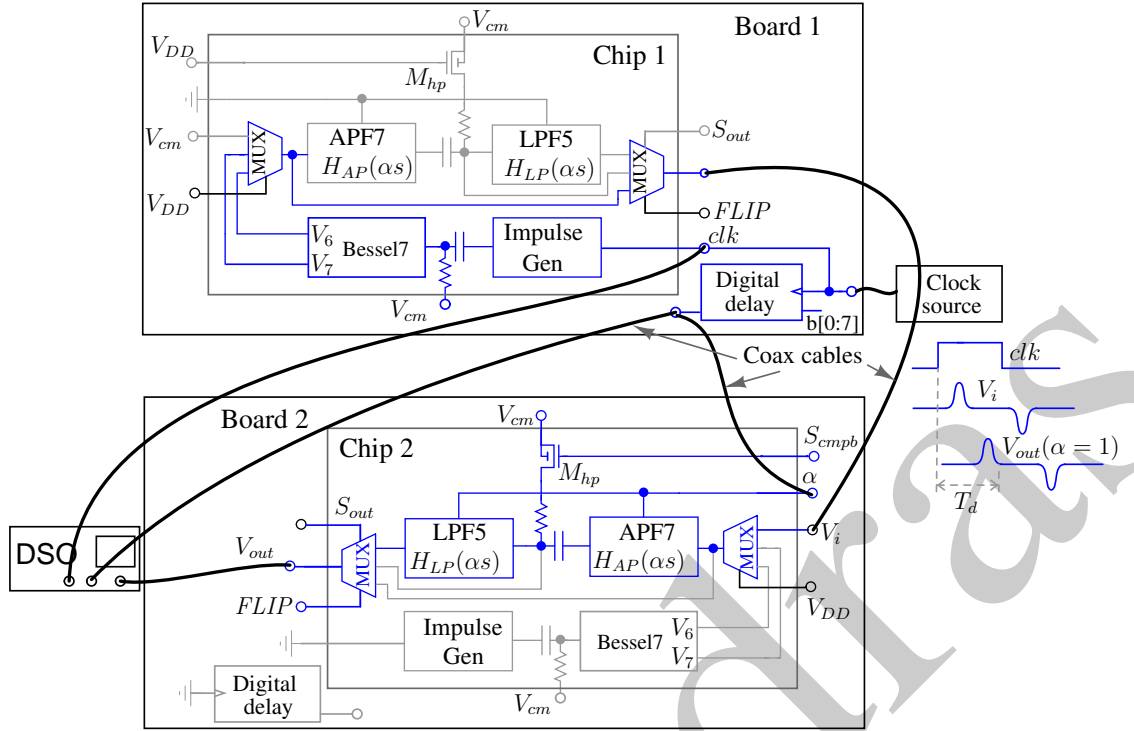 Board 1
V_cm
Chip 1
V_DD
M_hp
APF7
H_AP(αs)
LPF5
H_LP(αs)
S_out
V_cm
MUX
MUX
V_DD
FLIP
V_6
V_7
Bessel7
Impulse
Gen
clk
V_cm
Digital
delay
b[0:7]
Clock
source
Coax cables
clk
V_i
V_out(α = 1)
T_d
Board 2
Chip 2
V_cm
S_cmpb
M_hp
α
S_out
LPF5
H_LP(αs)
APF7
H_AP(αs)
V_i
DSO
V_out
MUX
MUX
FLIP
V_DD
Impulse
Gen
Bessel7
V_6
V_7
V_cm
Digital
delay
dras